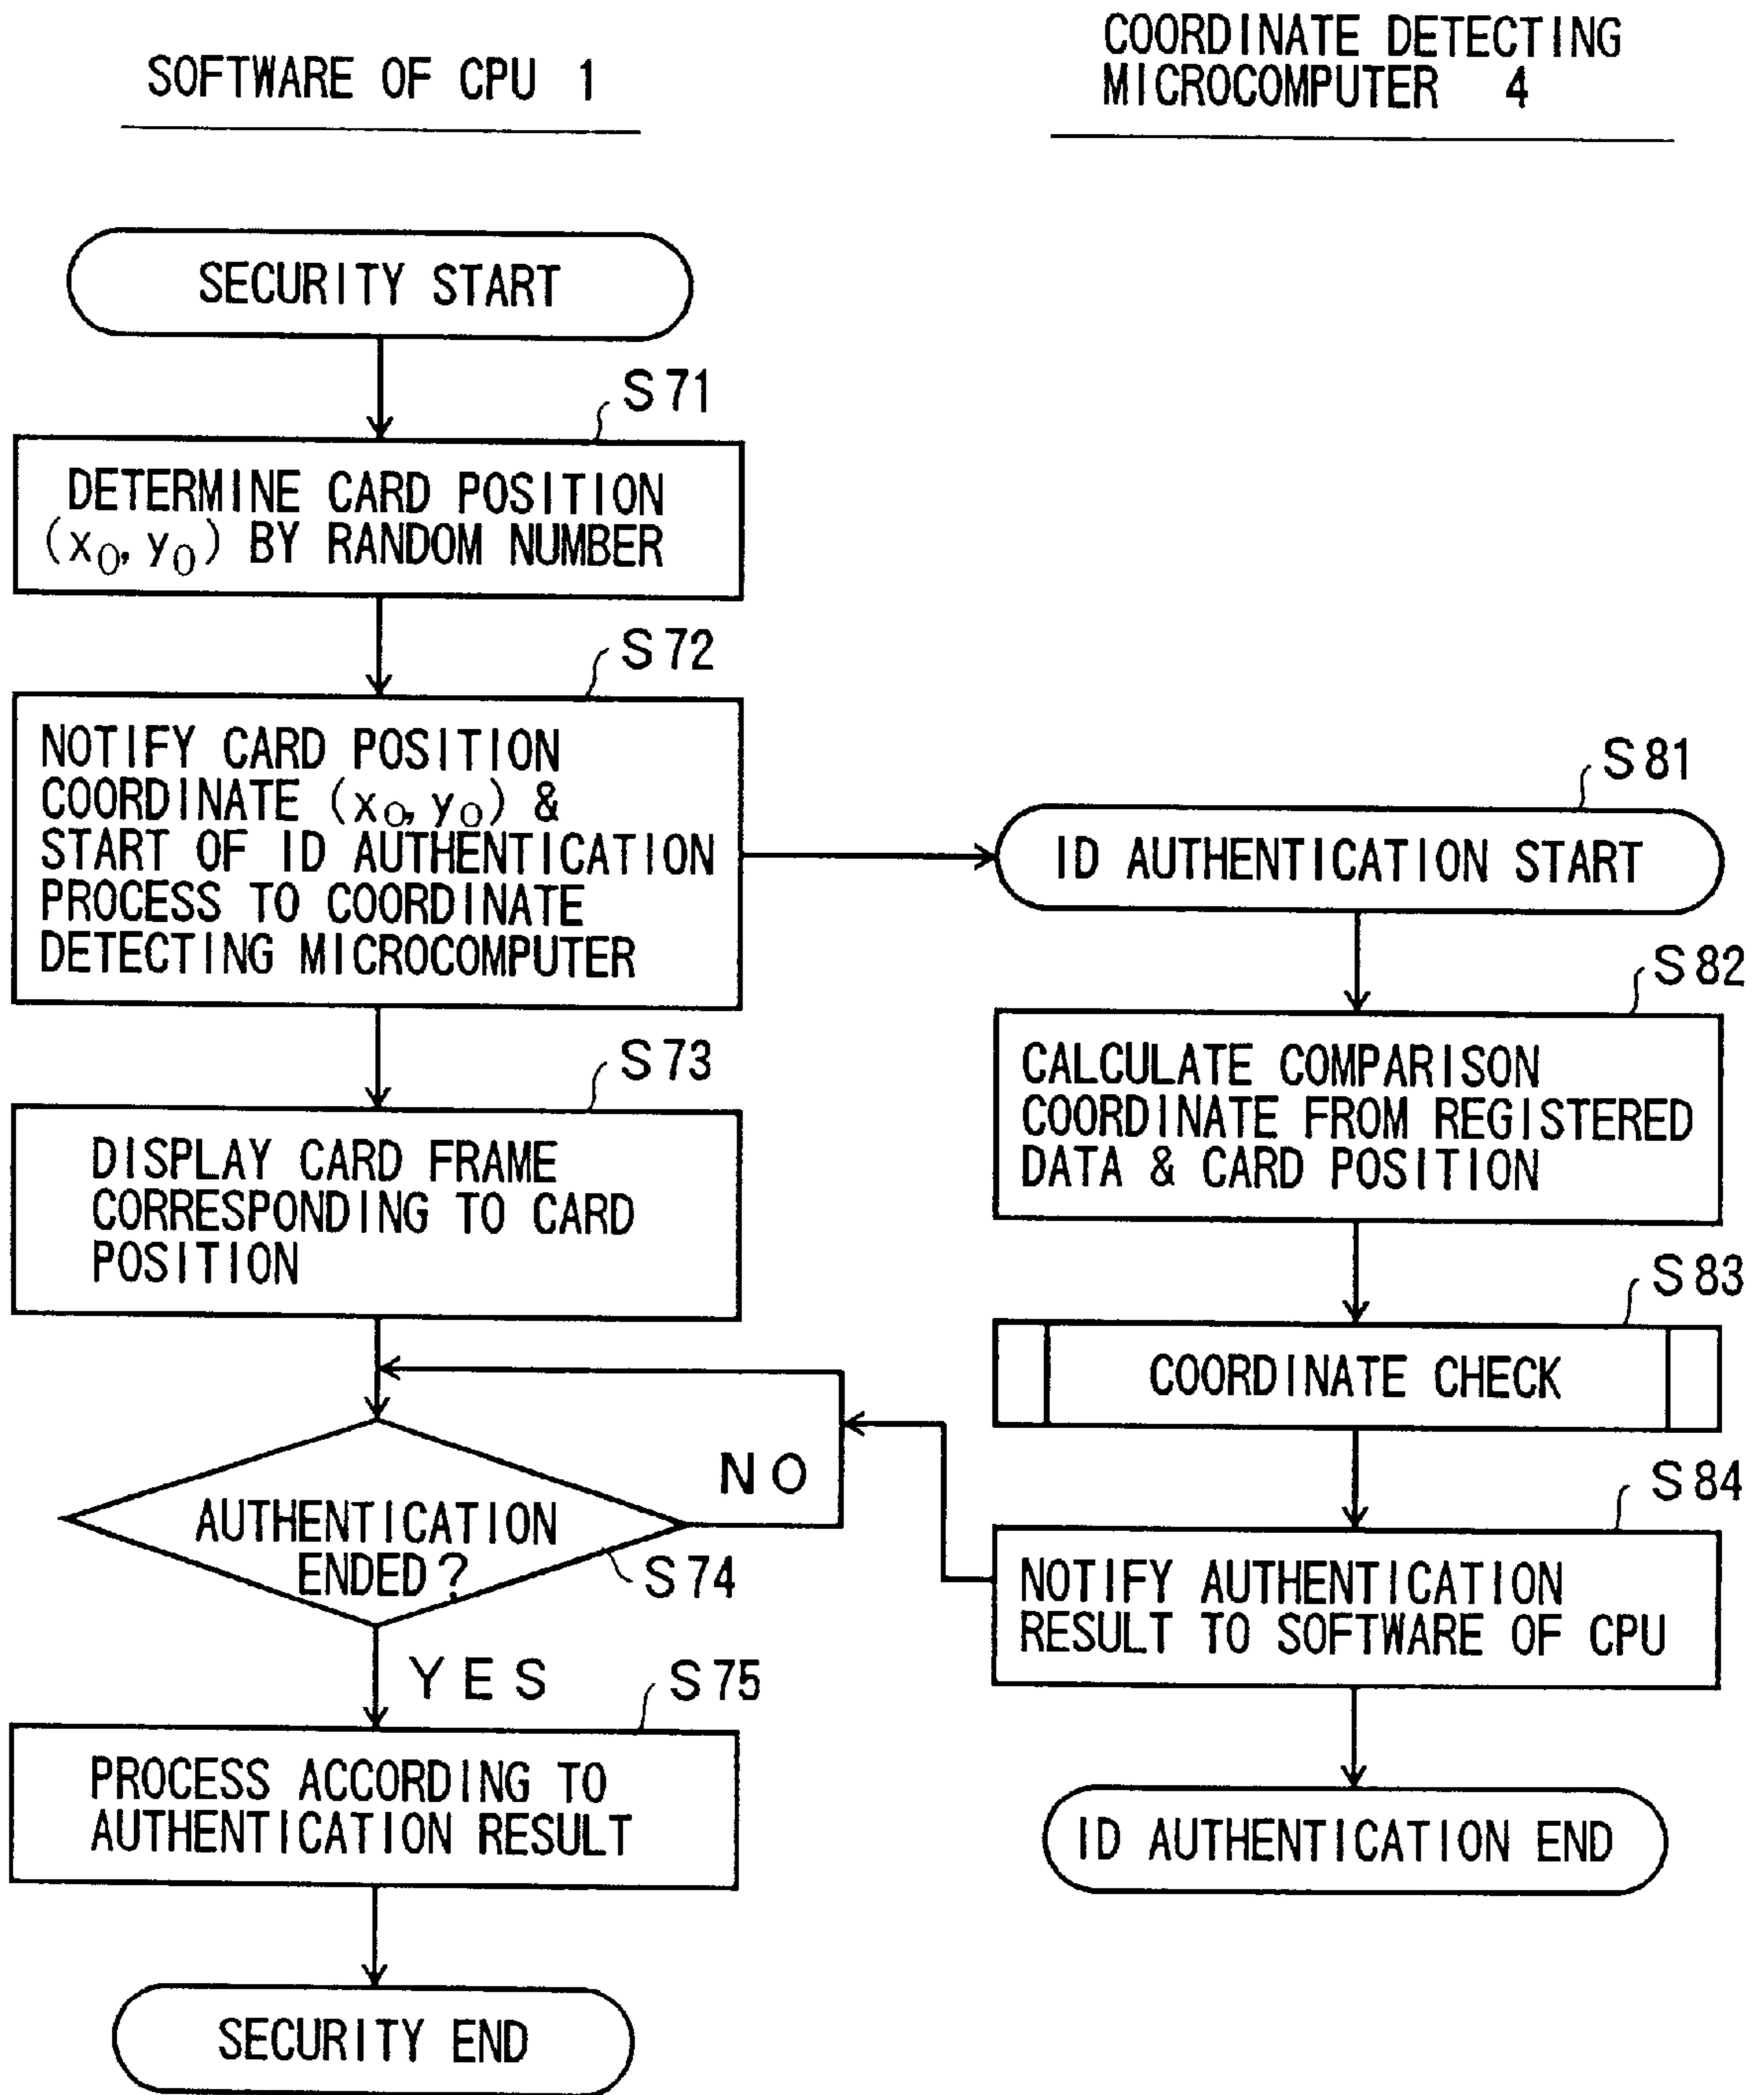 SOFTWARE OF CPU 1
COORDINATE DETECTING
MICROCOMPUTER 4
SECURITY START
S71
DETERMINE CARD POSITION
(x0, y0) BY RANDOM NUMBER
S72
NOTIFY CARD POSITION
COORDINATE (x0, y0) &
START OF ID AUTHENTICATION
PROCESS TO COORDINATE
DETECTING MICROCOMPUTER
S73
DISPLAY CARD FRAME
CORRESPONDING TO CARD
POSITION
NO
AUTHENTICATION
ENDED?
S74
YES
S75
PROCESS ACCORDING TO
AUTHENTICATION RESULT
SECURITY END
S81
ID AUTHENTICATION START
S82
CALCULATE COMPARISON
COORDINATE FROM REGISTERED
DATA & CARD POSITION
S83
COORDINATE CHECK
S84
NOTIFY AUTHENTICATION
RESULT TO SOFTWARE OF CPU
ID AUTHENTICATION END